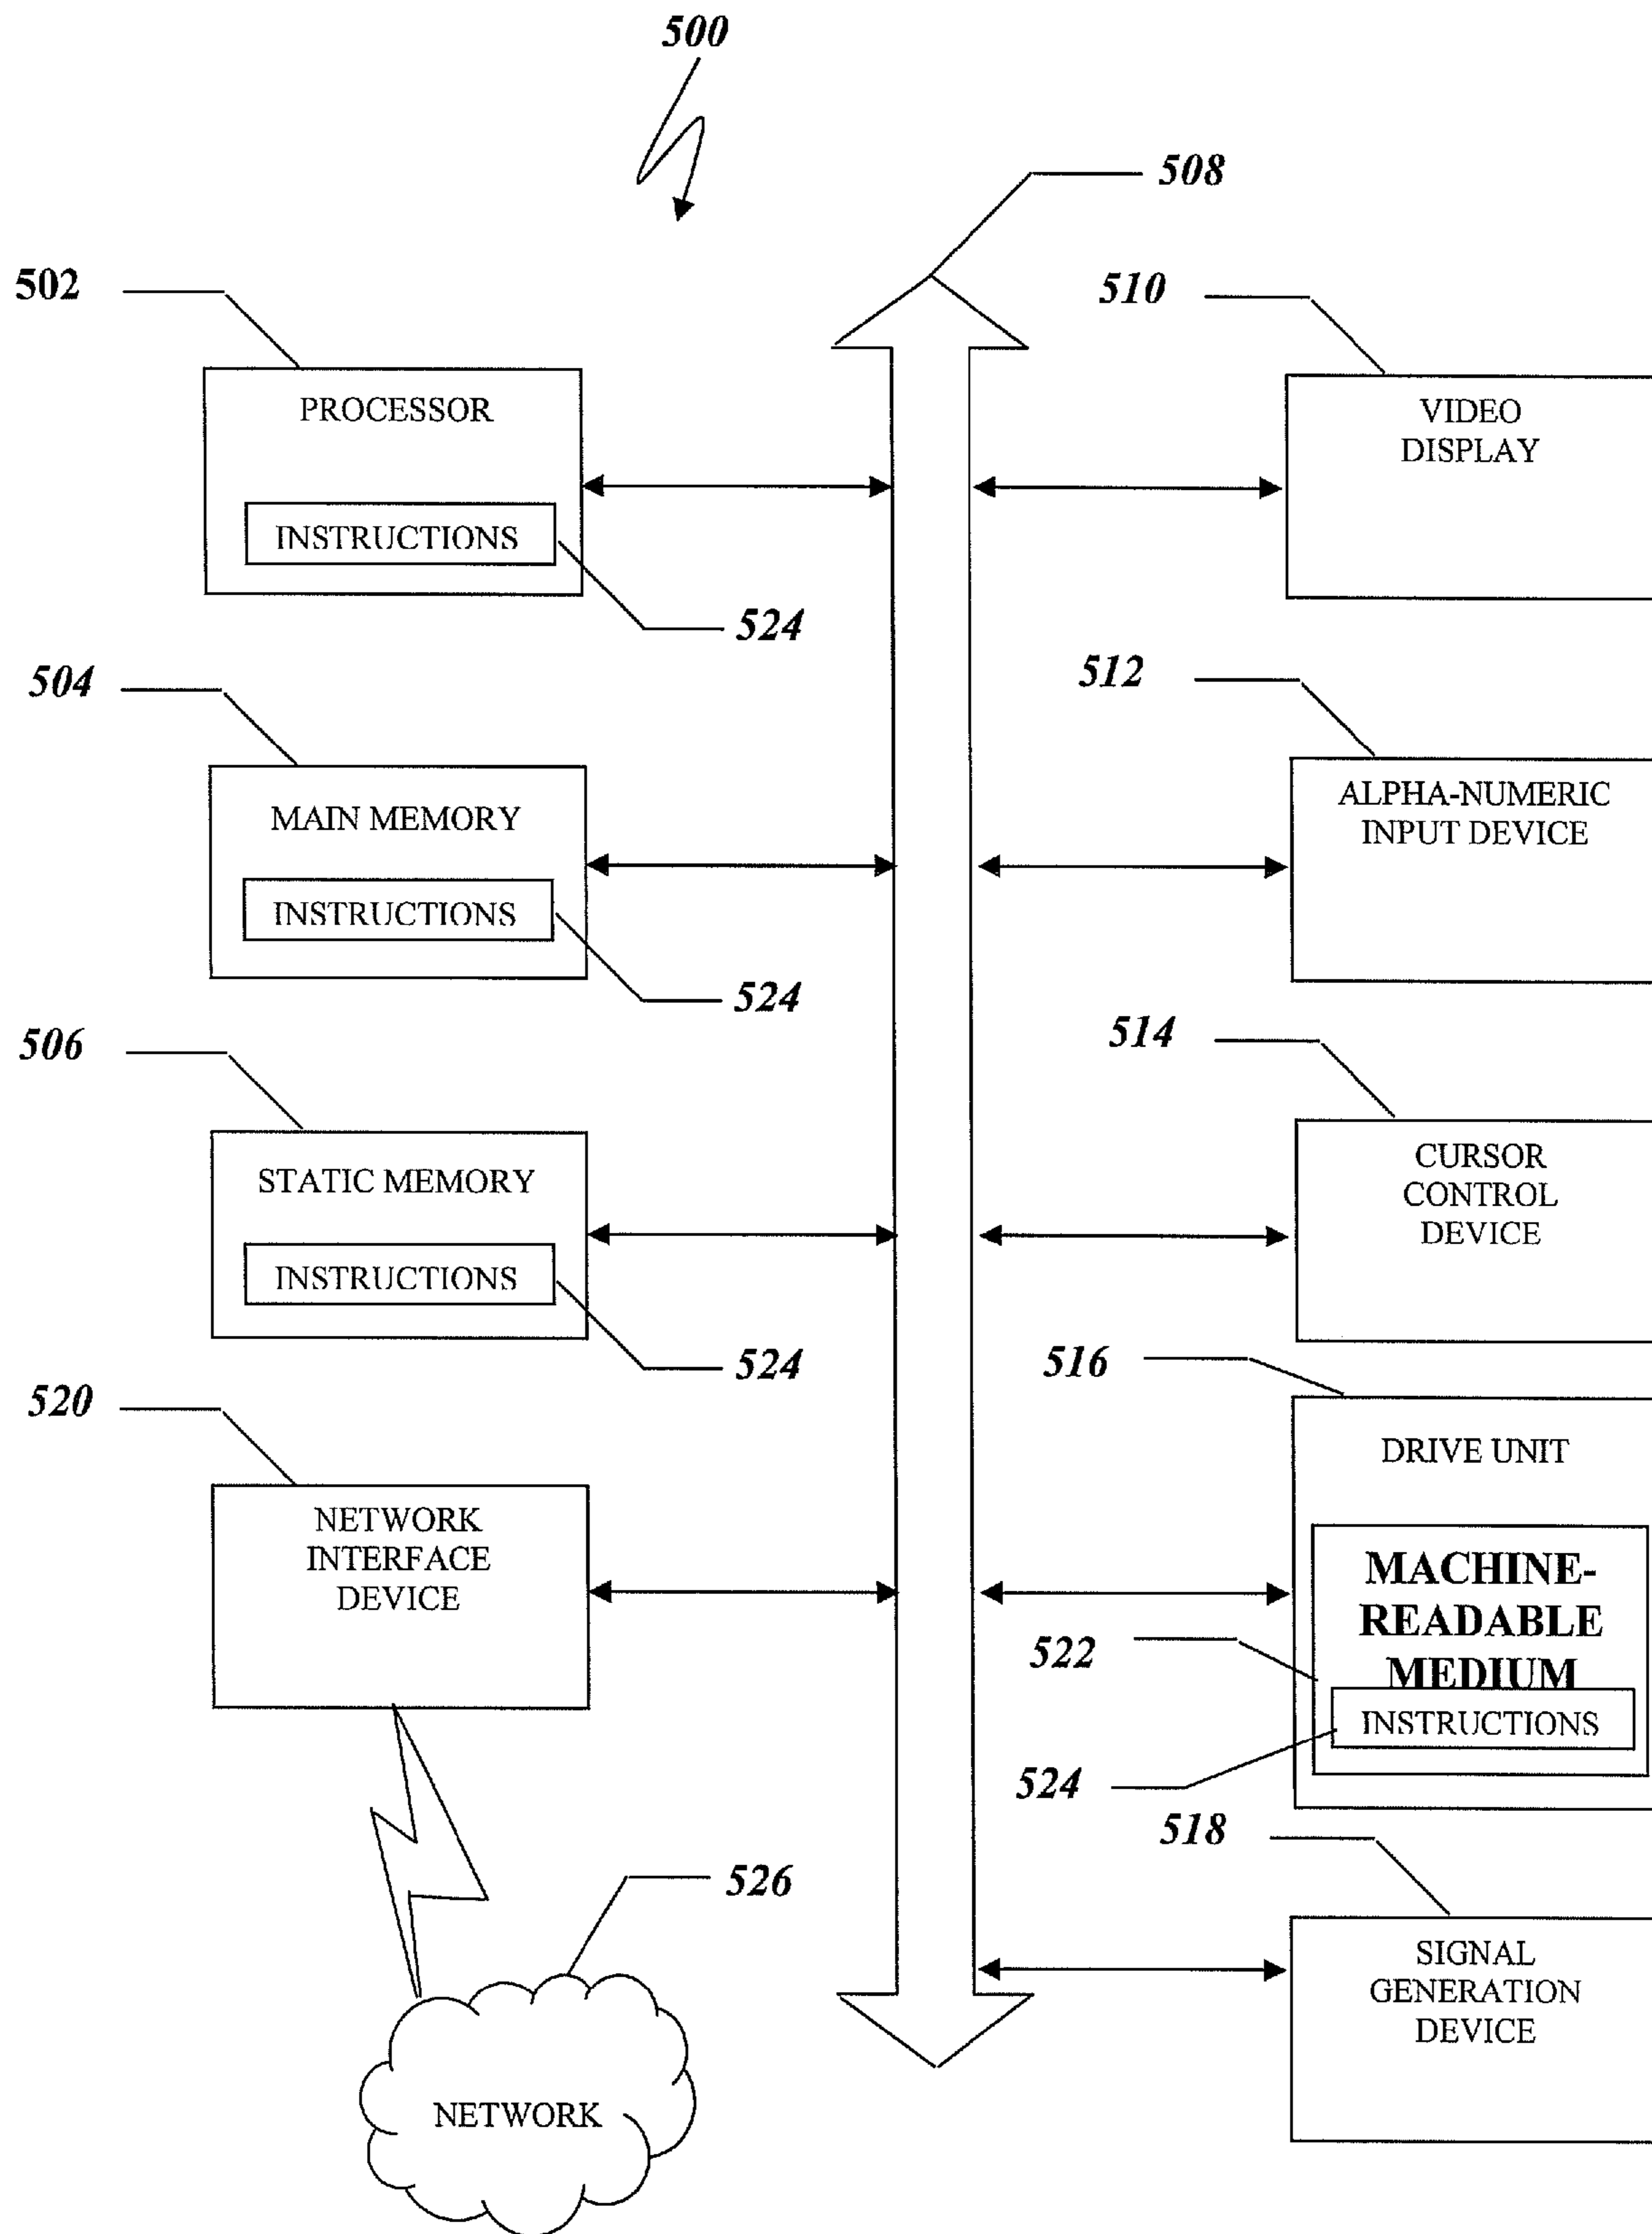 500
508
502
PROCESSOR
INSTRUCTIONS
524
510
VIDEO
DISPLAY
504
MAIN MEMORY
INSTRUCTIONS
524
512
ALPHA-NUMERIC
INPUT DEVICE
506
STATIC MEMORY
INSTRUCTIONS
524
514
CURSOR
CONTROL
DEVICE
520
NETWORK
INTERFACE
DEVICE
516
DRIVE UNIT
MACHINE-
READABLE
MEDIUM
522
INSTRUCTIONS
524
526
NETWORK
518
SIGNAL
GENERATION
DEVICE